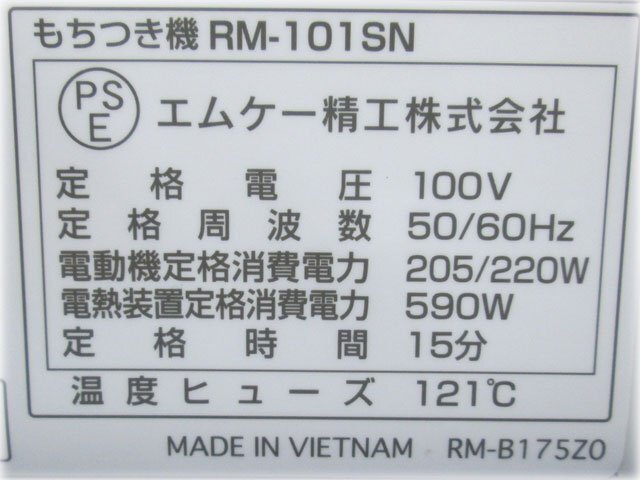 もちつき機 RM-101SN
PS
E
エムケー精工株式会社
定格電圧 100V
定格周波数 50/60Hz
電動機定格消費電力 205/220W
電熱装置定格消費電力 590W
定格時間 15分
温度ヒューズ 121℃
MADE IN VIETNAM RM-B175Z0